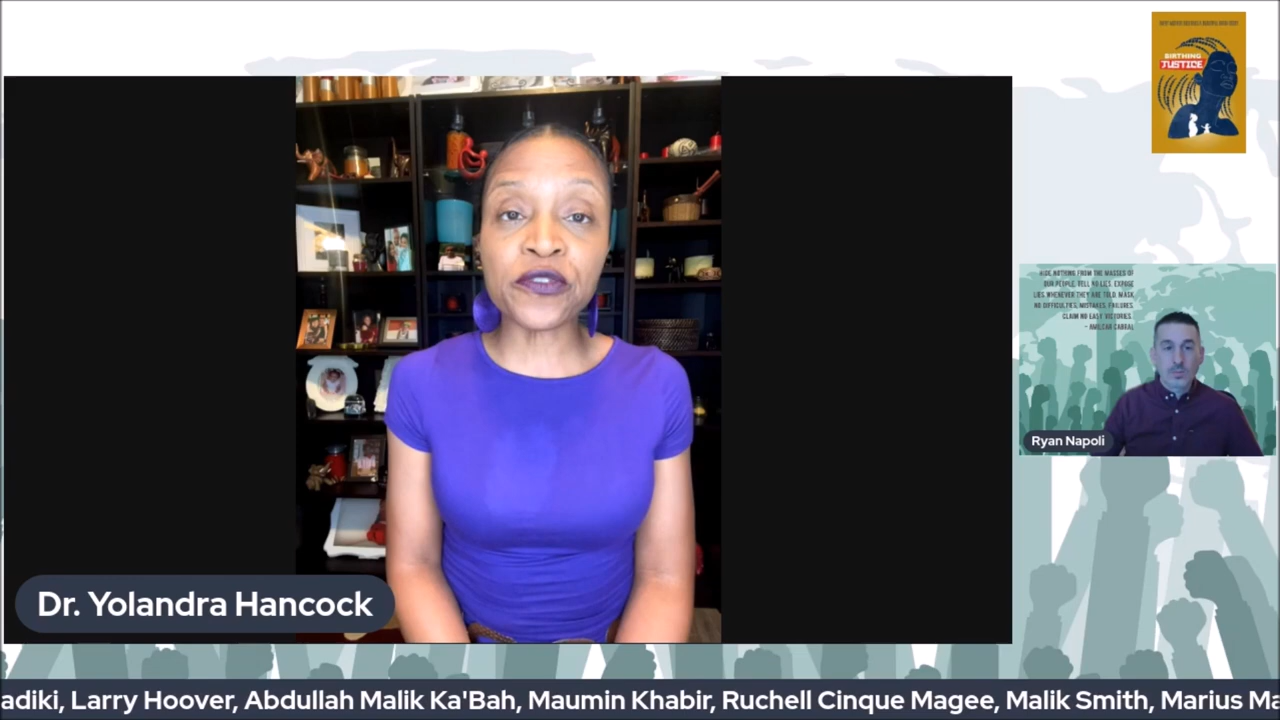 BIRTHING
JUSTICE
HIDE NOTHING FROM THE MASSES OF
OUR PEOPLE. TELL NO LIES. EXPOSE
LIES WHEREVER THEY ARE TOLD. MASK
NO DIFFICULTIES, MISTAKES, FAILURES.
CLAIM NO EASY VICTORIES.
- AMILCAR CABRAL
Ryan Napoli
Dr. Yolandra Hancock
adiki, Larry Hoover, Abdullah Malik Ka'Bah, Maumin Khabir, Ruchell Cinque Magee, Malik Smith, Marius Ma